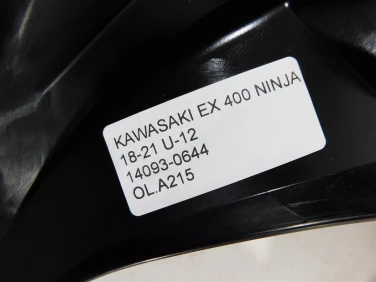 KAWASAKI EX 400 NINJA
18-21 U-12
14093-0644
OL.A215